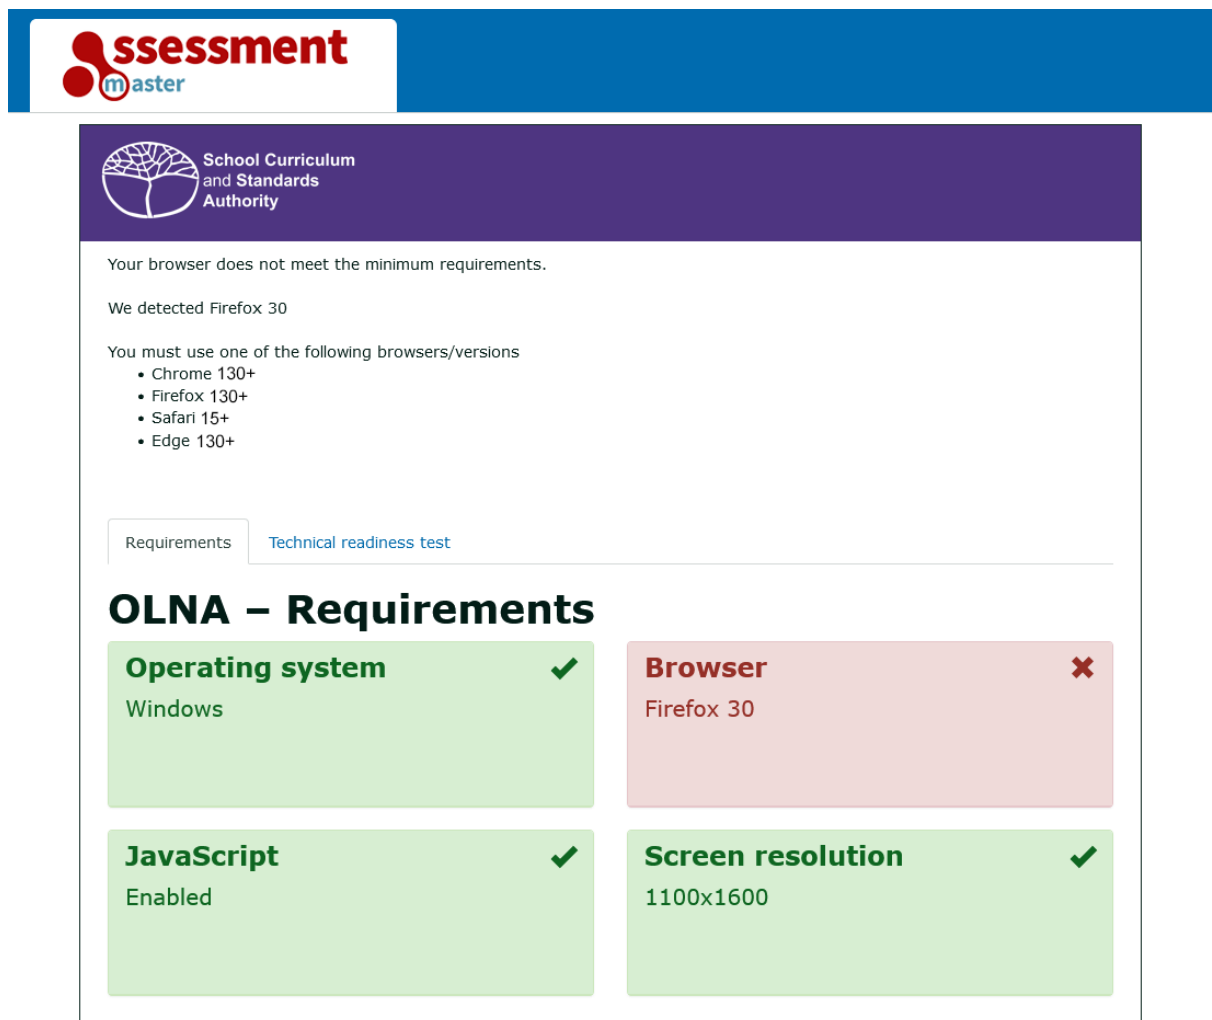 Assessment
master
School Curriculum
and Standards
Authority
Your browser does not meet the minimum requirements.
We detected Firefox 30
You must use one of the following browsers/versions
• Chrome 130+
• Firefox 130+
• Safari 15+
• Edge 130+
Requirements Technical readiness test
OLNA – Requirements
Operating system
Windows
Browser
Firefox 30
JavaScript
Enabled
Screen resolution
1100x1600